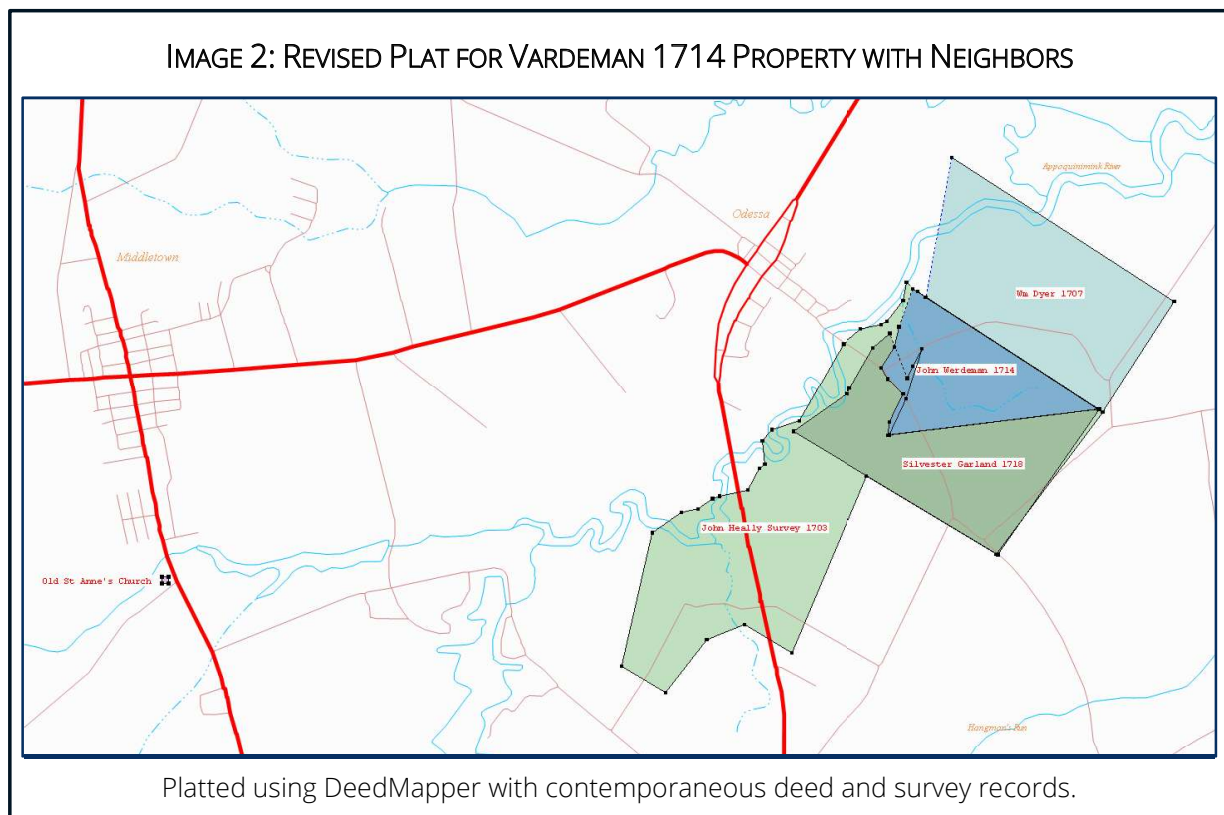 IMAGE 2: REVISED PLAT FOR VARDEMAN 1714 PROPERTY WITH NEIGHBORS
Appoquinimink River
Odessa
Middletown
Wm Dyer 1707
John Werdeman 1714
Silvester Garland 1718
John Heally Survey 1703
Old St Anne's Church
Hangman's Run
Platted using DeedMapper with contemporaneous deed and survey records.